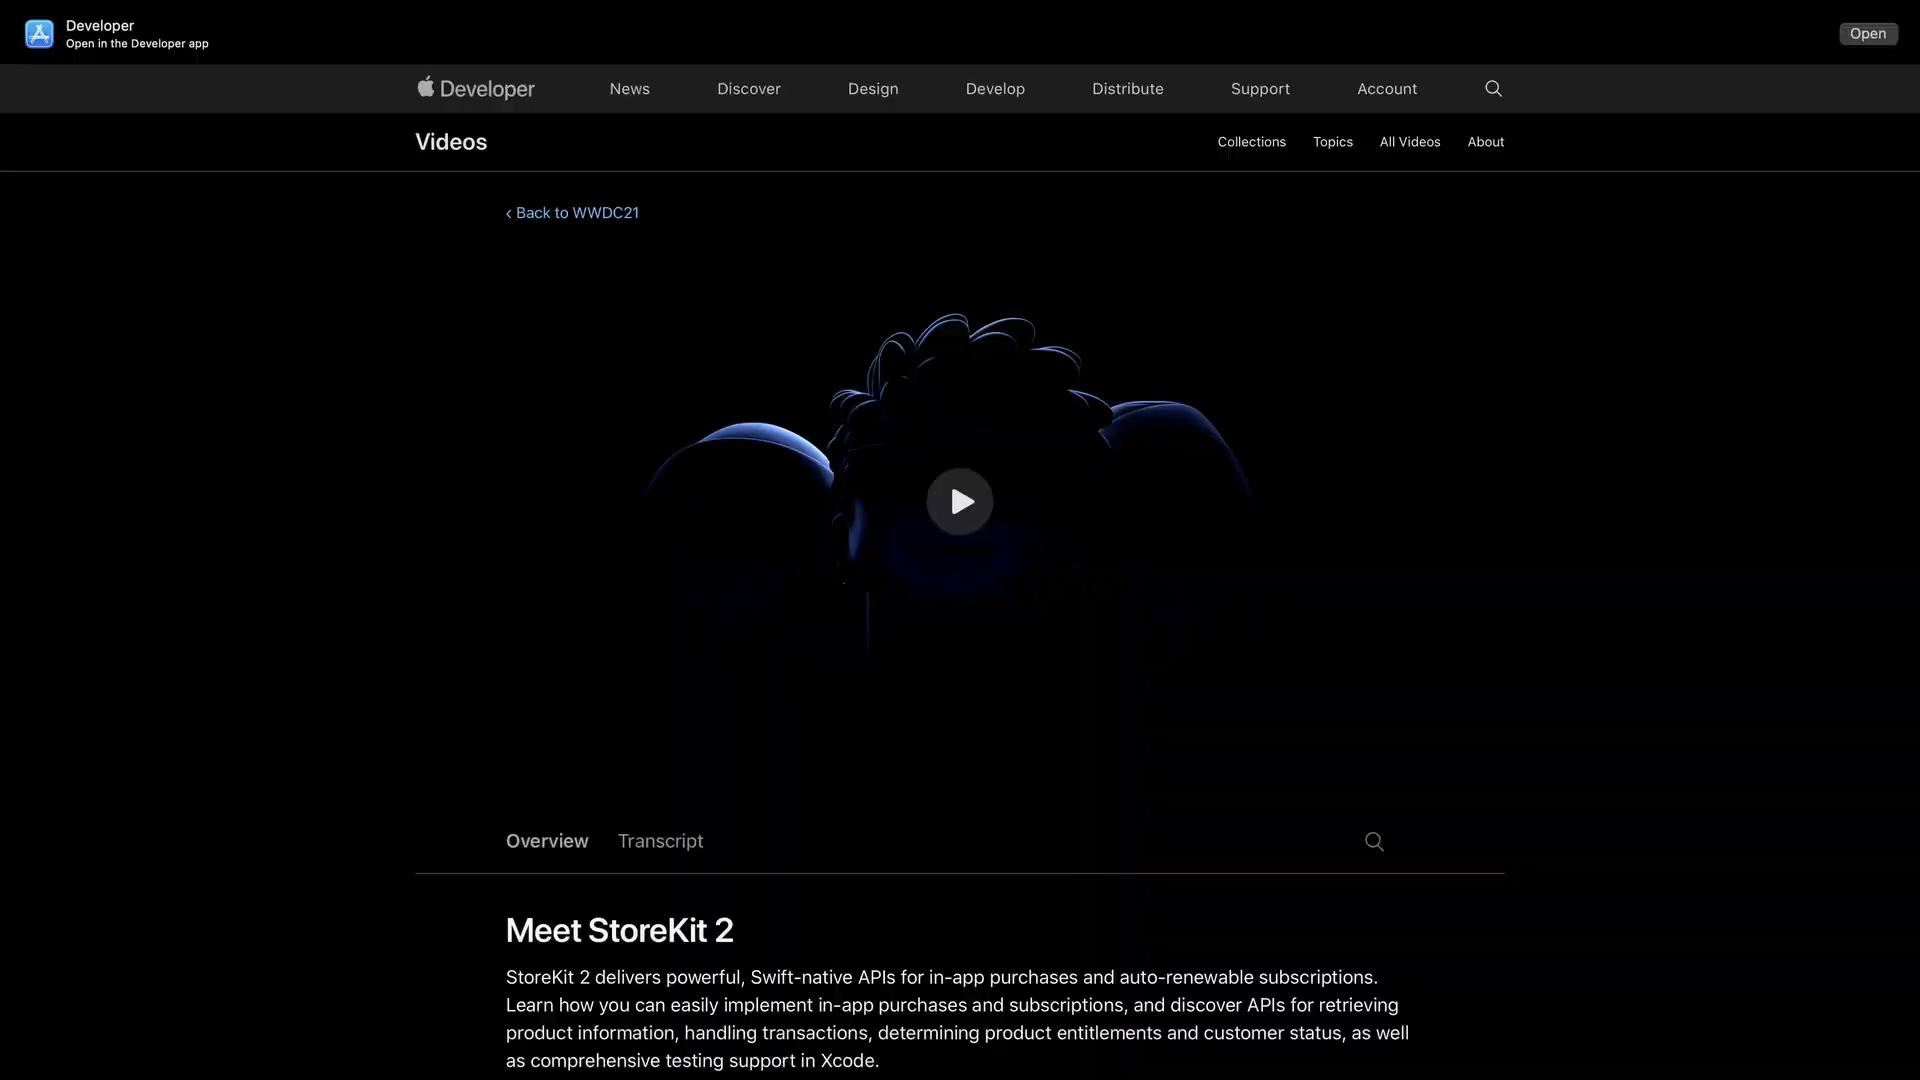 Developer
Open in the Developer app
Open
Developer
News
Discover
Design
Develop
Distribute
Support
Account
Videos
Collections
Topics
All Videos
About
‹ Back to WWDC21
Overview
Transcript
Meet StoreKit 2
StoreKit 2 delivers powerful, Swift-native APIs for in-app purchases and auto-renewable subscriptions.
Learn how you can easily implement in-app purchases and subscriptions, and discover APIs for retrieving
product information, handling transactions, determining product entitlements and customer status, as well
as comprehensive testing support in Xcode.